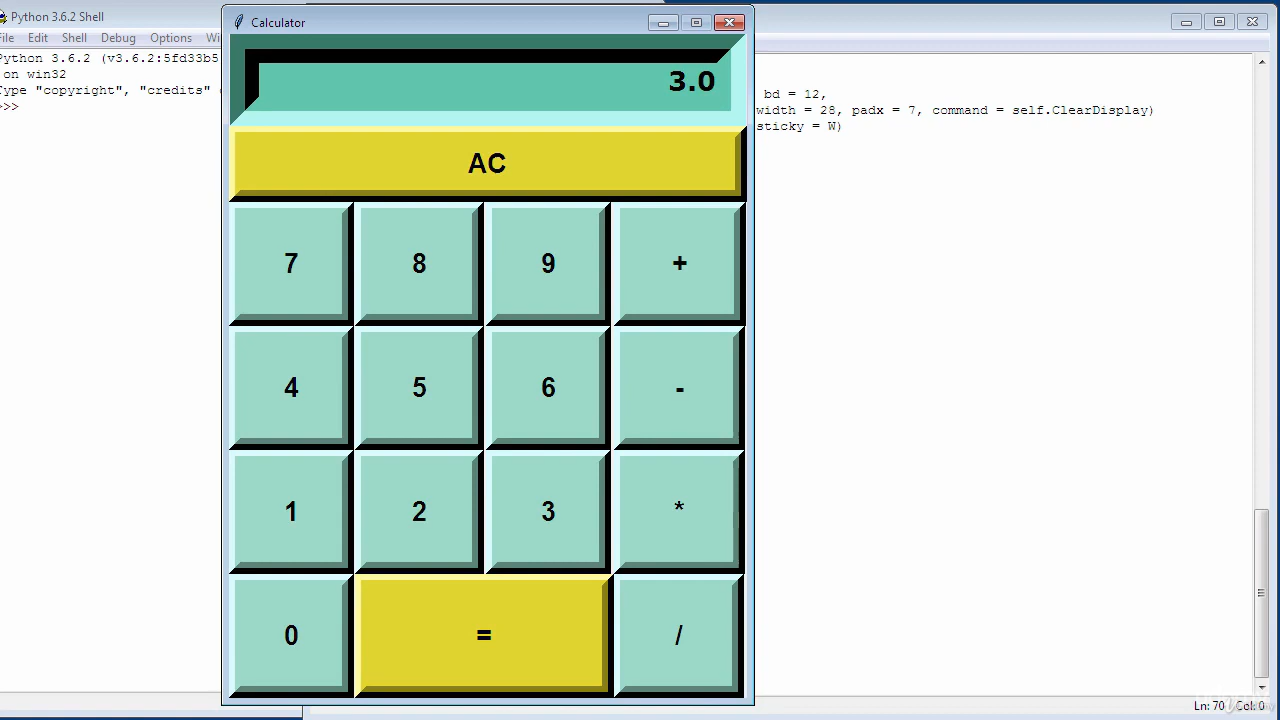 Python 3.6.2 Shell
File Edit Shell Debug Options Wi
Python 3.6.2 (v3.6.2:5fd33b5
on win32
Type "copyright", "credits"
>>>
Calculator
3.0
AC
7 8 9 +
4 5 6 -
1 2 3 *
0 = /
bd = 12,
width = 28, padx = 7, command = self.ClearDisplay)
sticky = W)
Ln: 70 Col: 0